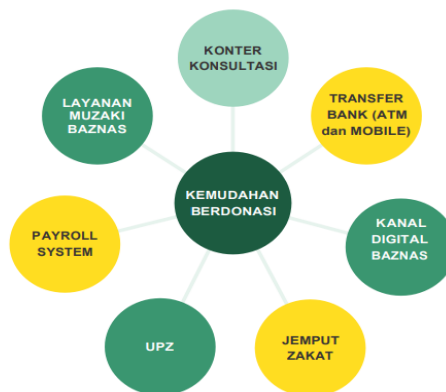 KONTER
KONSULTASI
TRANSFER
BANK (ATM
dan MOBILE)
KANAL
DIGITAL
BAZNAS
JEMPUT
ZAKAT
UPZ
PAYROLL
SYSTEM
LAYANAN
MUZAKI
BAZNAS
KEMUDAHAN
BERDONASI